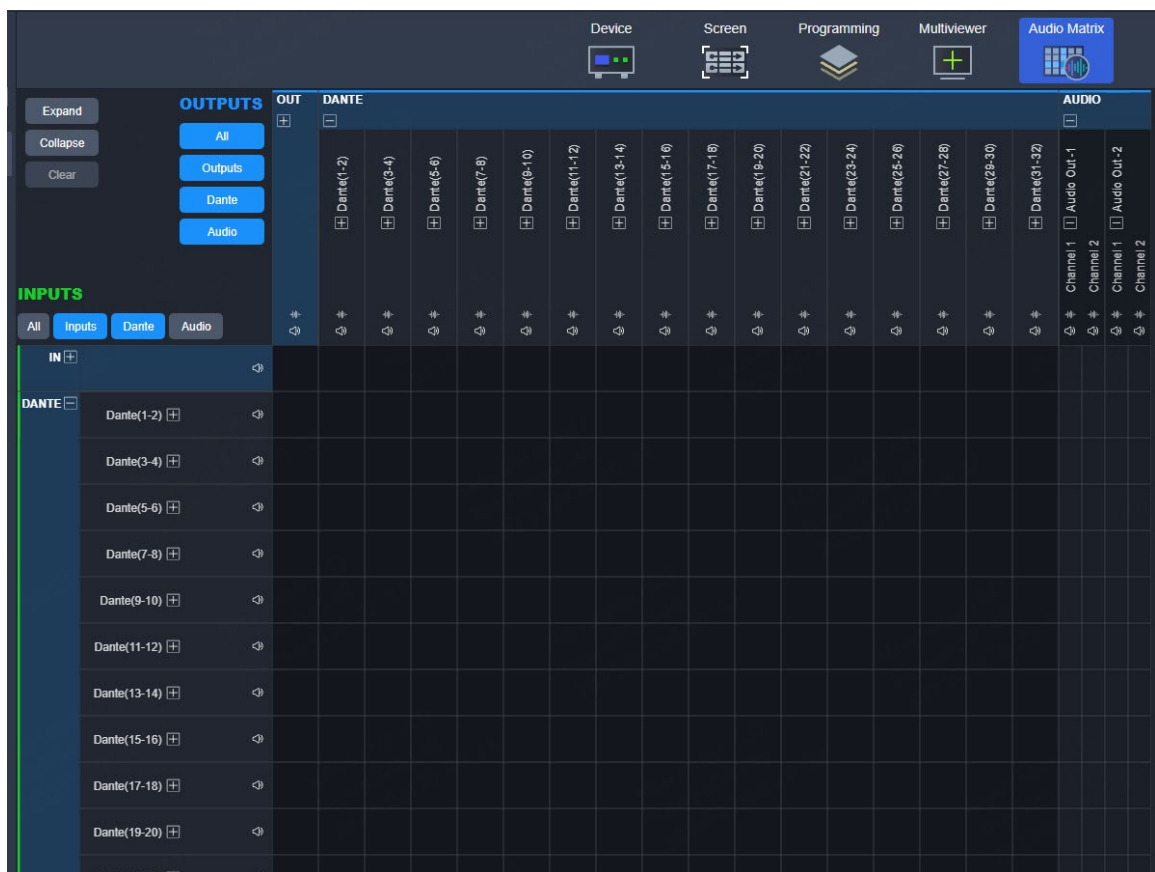 Device
Screen
Programming
Multiviewer
Audio Matrix
Expand
Collapse
Clear
OUTPUTS
All
Outputs
Dante
Audio
OUT
DANTE
AUDIO
Dante(1-2)
Dante(3-4)
Dante(5-6)
Dante(7-8)
Dante(9-10)
Dante(11-12)
Dante(13-14)
Dante(15-16)
Dante(17-18)
Dante(19-20)
Dante(21-22)
Dante(23-24)
Dante(25-26)
Dante(27-28)
Dante(29-30)
Dante(31-32)
Audio Out-1
Audio Out-2
Channel 1
Channel 2
Channel 1
Channel 2
INPUTS
All
Inputs
Dante
Audio
IN
DANTE
Dante(1-2)
Dante(3-4)
Dante(5-6)
Dante(7-8)
Dante(9-10)
Dante(11-12)
Dante(13-14)
Dante(15-16)
Dante(17-18)
Dante(19-20)